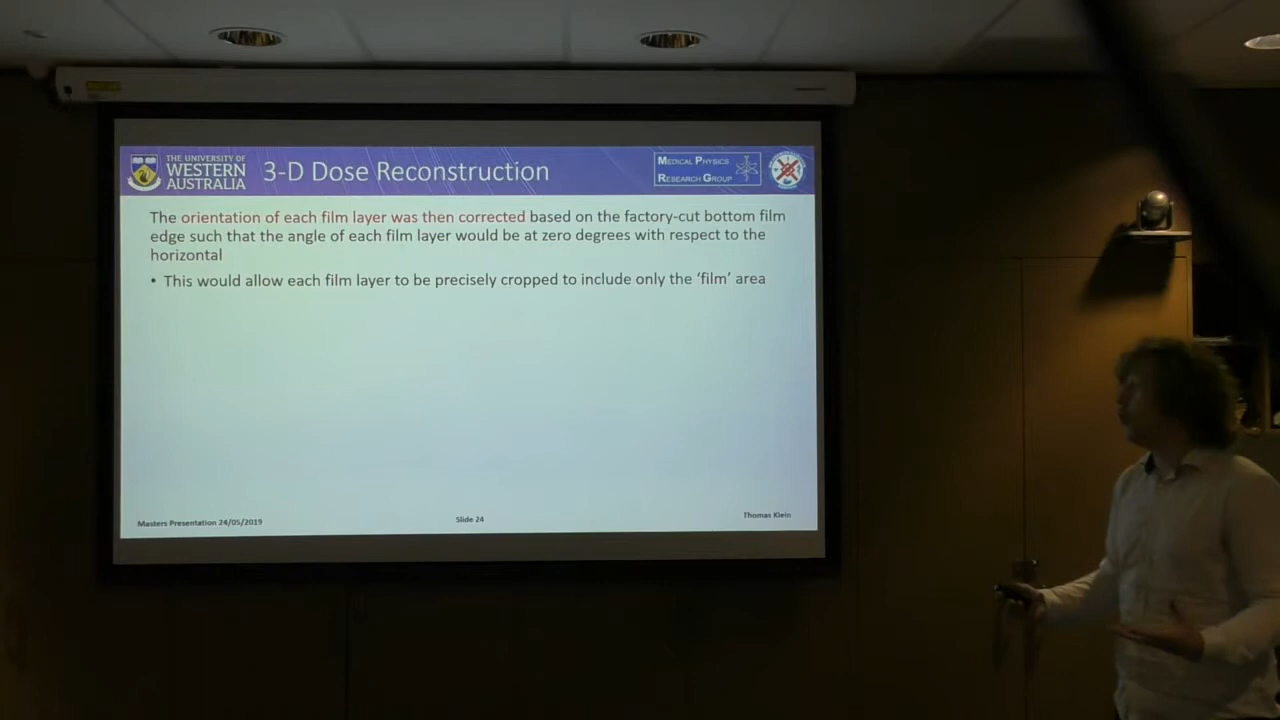 THE UNIVERSITY OF
WESTERN
AUSTRALIA
3-D Dose Reconstruction
MEDICAL PHYSICS
RESEARCH GROUP
The orientation of each film layer was then corrected based on the factory-cut bottom film
edge such that the angle of each film layer would be at zero degrees with respect to the
horizontal
• This would allow each film layer to be precisely cropped to include only the ‘film’ area
Masters Presentation 24/05/2019
Slide 24
Thomas Klein